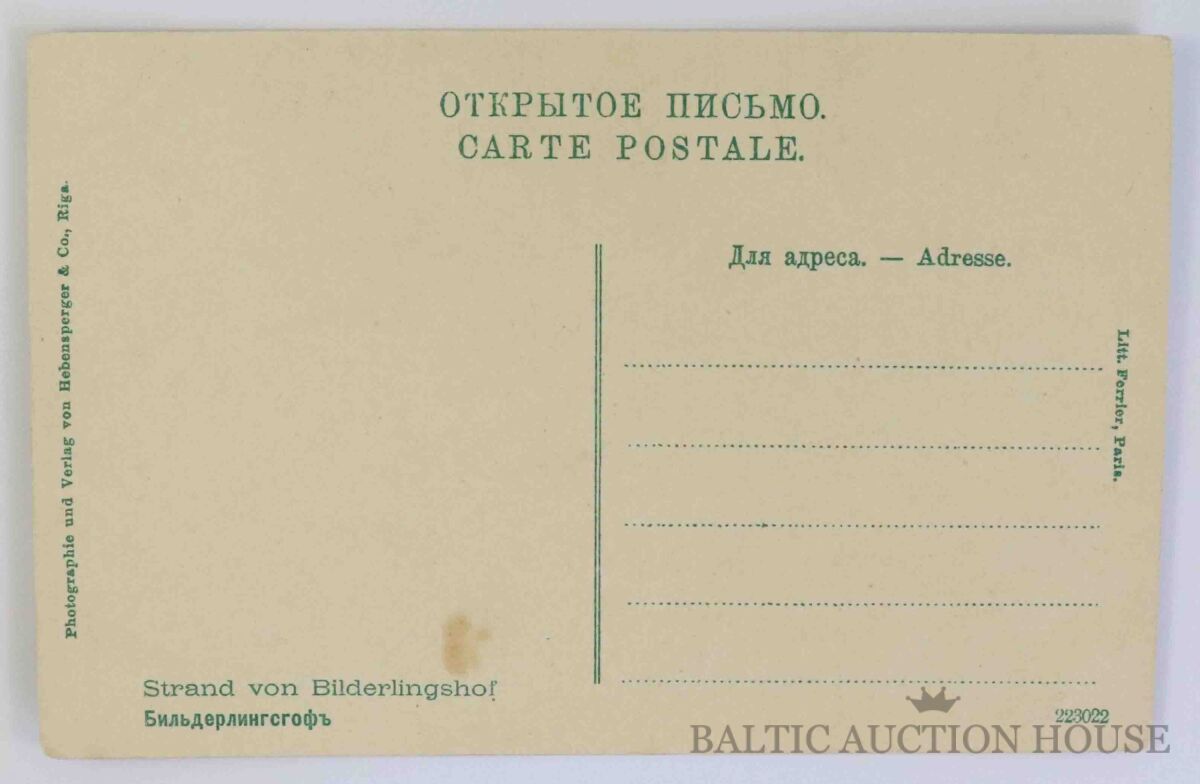 ОТКРЫТОЕ ПИСЬМО.
CARTE POSTALE.
Photographie und Verlag von Hebensperger & Co., Riga.
Для адреса. — Adresse.
Litt. Ferrier, Paris.
Strand von Bilderlingshof
Бильдерлингсгофъ
223022
BALTIC AUCTION HOUSE